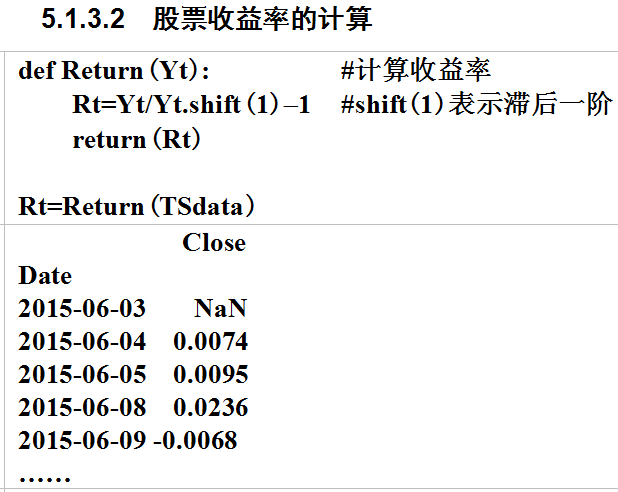 5.1.3.2 股票收益率的计算
def Return(Yt): #计算收益率
Rt=Yt/Yt.shift(1)–1 #shift(1)表示滞后一阶
return(Rt)
Rt=Return(TSdata)
Close
Date
2015-06-03 NaN
2015-06-04 0.0074
2015-06-05 0.0095
2015-06-08 0.0236
2015-06-09 -0.0068
……